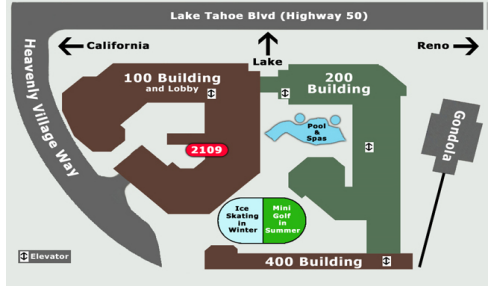 Lake Tahoe Blvd (Highway 50)
California
Lake
Reno
Heavenly Village Way
100 Building
and Lobby
200
Building
Pool
&
Spas
Gondola
2109
Ice
Skating
in
Winter
Mini
Golf
in
Summer
Elevator
400 Building